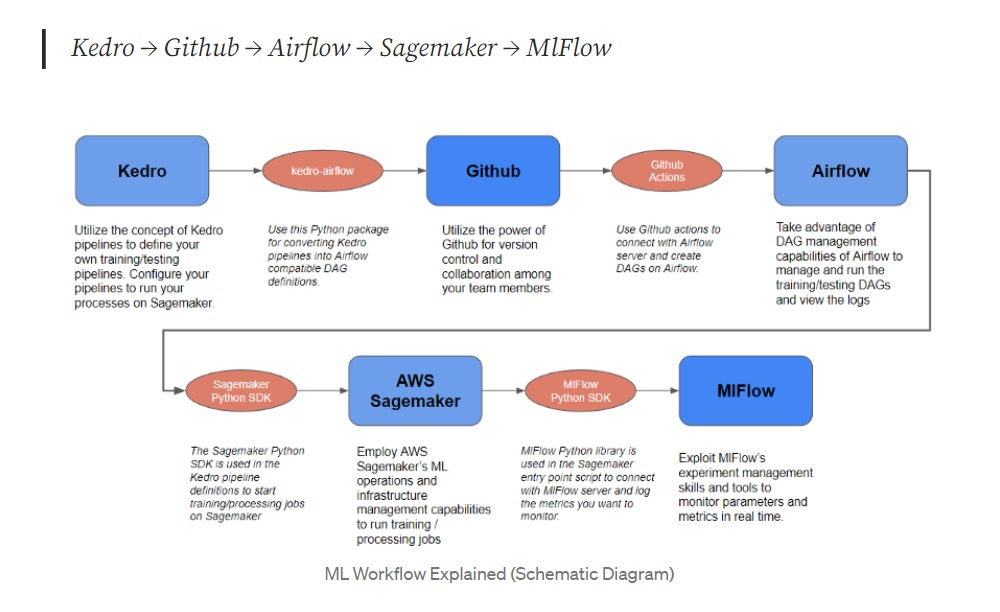 Kedro → Github → Airflow → Sagemaker → MlFlow
Kedro
kedro-airflow
Github
Github
Actions
Airflow
Utilize the concept of Kedro
pipelines to define your
own training/testing
pipelines. Configure your
pipelines to run your
processes on Sagemaker.
Use this Python package
for converting Kedro
pipelines into Airflow
compatible DAG
definitions.
Utilize the power of
Github for version
control and
collaboration among
your team members.
Use Github actions to
connect with Airflow
server and create
DAGs on Airflow.
Take advantage of
DAG management
capabilities of Airflow to
manage and run the
training/testing DAGs
and view the logs
Sagemaker
Python SDK
AWS
Sagemaker
MlFlow
Python SDK
MlFlow
The Sagemaker Python
SDK is used in the
Kedro pipeline
definitions to start
training/processing jobs
on Sagemaker
Employ AWS
Sagemaker's ML
operations and
infrastructure
management capabilities
to run training /
processing jobs
MlFlow Python library is
used in the Sagemaker
entry point script to connect
with MlFlow server and log
the metrics you want to
monitor.
Exploit MlFlow's
experiment management
skills and tools to
monitor parameters and
metrics in real time.
ML Workflow Explained (Schematic Diagram)